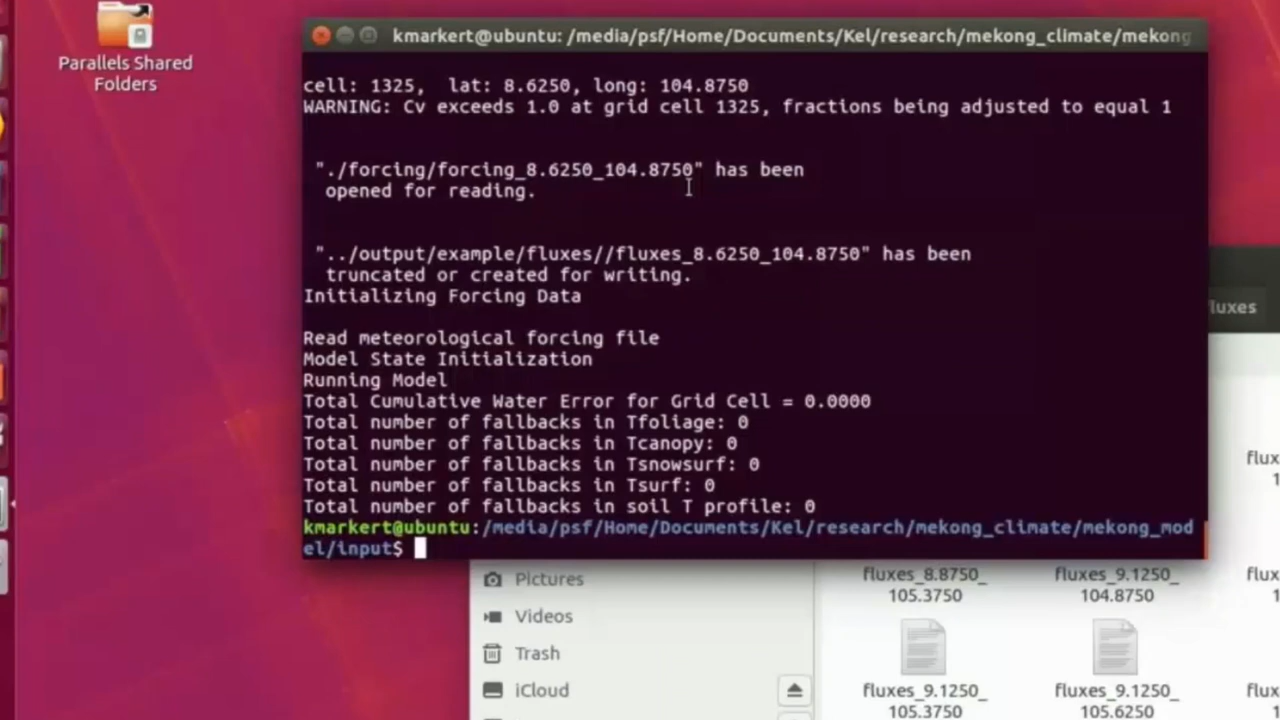 Parallels Shared
Folders
kmarkert@ubuntu: /media/psf/Home/Documents/Kel/research/mekong_climate/mekong
cell: 1325,  lat: 8.6250, long: 104.8750
WARNING: Cv exceeds 1.0 at grid cell 1325, fractions being adjusted to equal 1
"./forcing/forcing_8.6250_104.8750" has been
opened for reading.
"../output/example/fluxes//fluxes_8.6250_104.8750" has been
truncated or created for writing.
Initializing Forcing Data
Read meteorological forcing file
Model State Initialization
Running Model
Total Cumulative Water Error for Grid Cell = 0.0000
Total number of fallbacks in Tfoliage: 0
Total number of fallbacks in Tcanopy: 0
Total number of fallbacks in Tsnowsurf: 0
Total number of fallbacks in Tsurf: 0
Total number of fallbacks in soil T profile: 0
kmarkert@ubuntu:/media/psf/Home/Documents/Kel/research/mekong_climate/mekong_mod
el/input$
luxes
flux
Pictures
Videos
Trash
iCloud
fluxes_8.8750_
105.3750
fluxes_9.1250_
104.8750
flux
fluxes_9.1250_
105.3750
fluxes_9.1250_
105.6250
flux